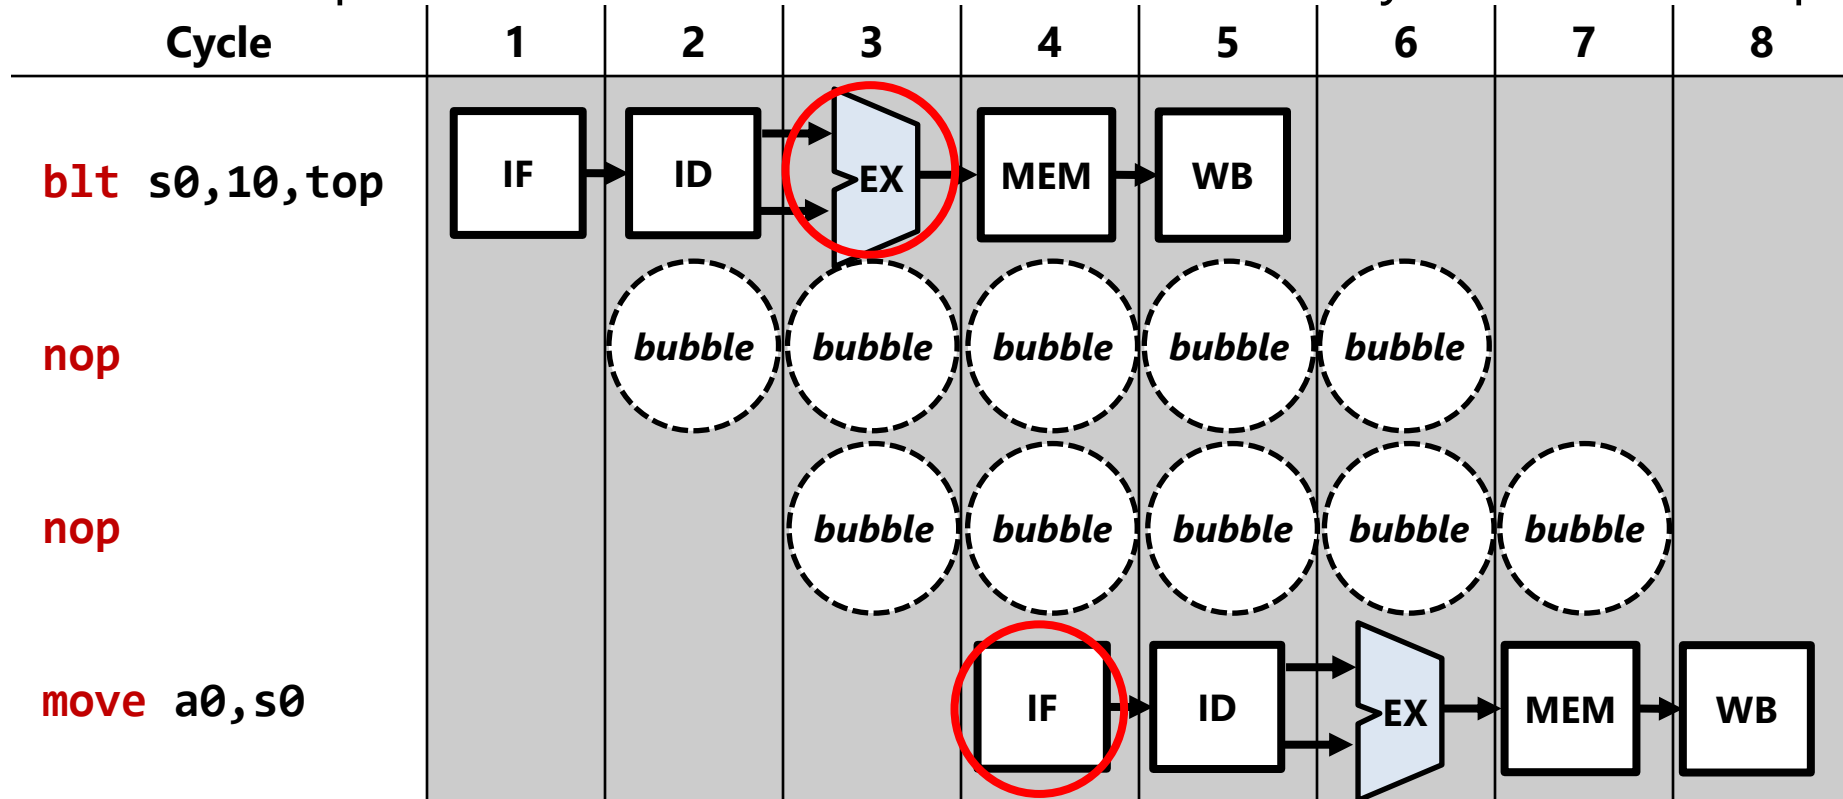 Cycle 1 2 3 4 5 6 7 8
blt s0,10,top IF ID EX MEM WB
nop bubble bubble bubble bubble bubble
nop bubble bubble bubble bubble bubble
move a0,s0 IF ID EX MEM WB